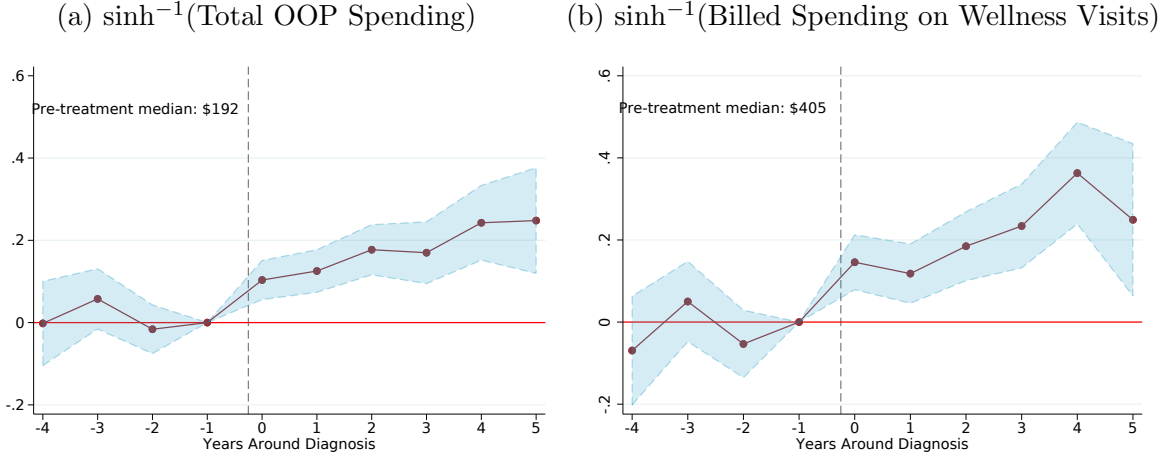 (a) sinh⁻¹(Total OOP Spending)
.6
Pre-treatment median: $192
.4
.2
0
-.2
-4 -3 -2 -1 0 1 2 3 4 5
Years Around Diagnosis
(b) sinh⁻¹(Billed Spending on Wellness Visits)
.6
Pre-treatment median: $405
.4
.2
0
-.2
-4 -3 -2 -1 0 1 2 3 4 5
Years Around Diagnosis